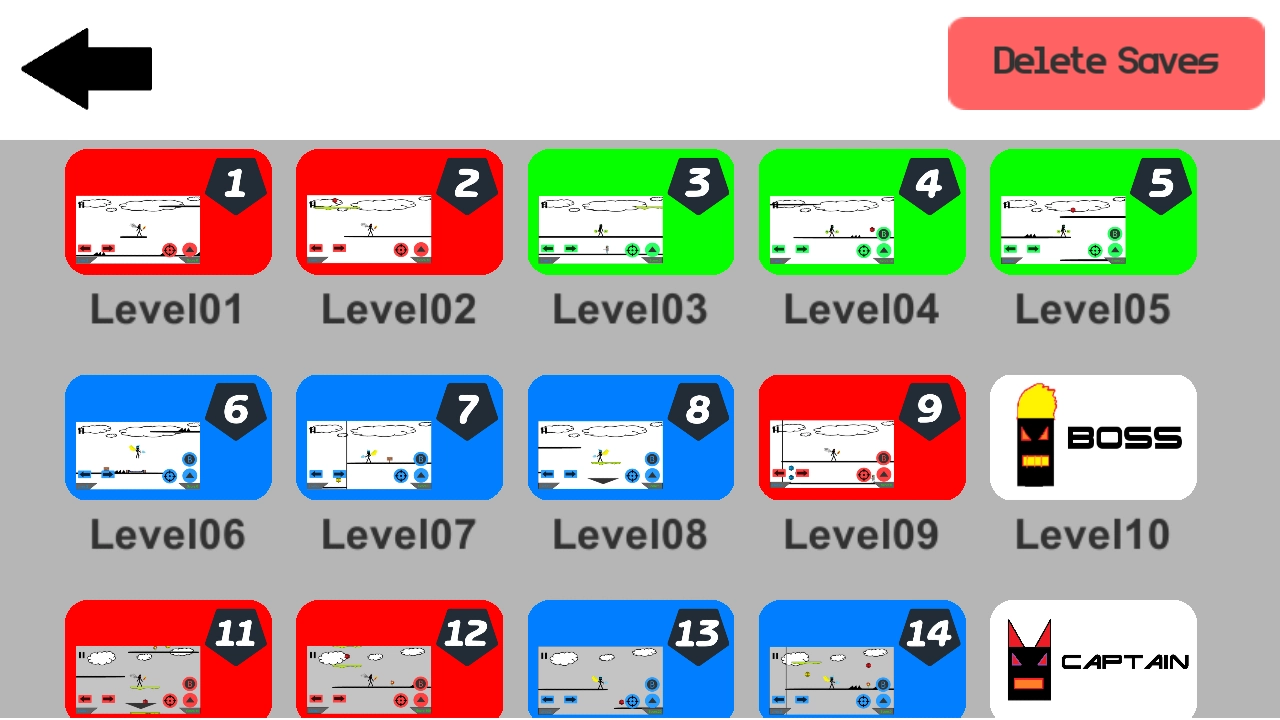 Delete Saves
1 2 3 4 5
Level01 Level02 Level03 Level04 Level05
6 7 8 9 BOSS
Level06 Level07 Level08 Level09 Level10
11 12 13 14 CAPTAIN